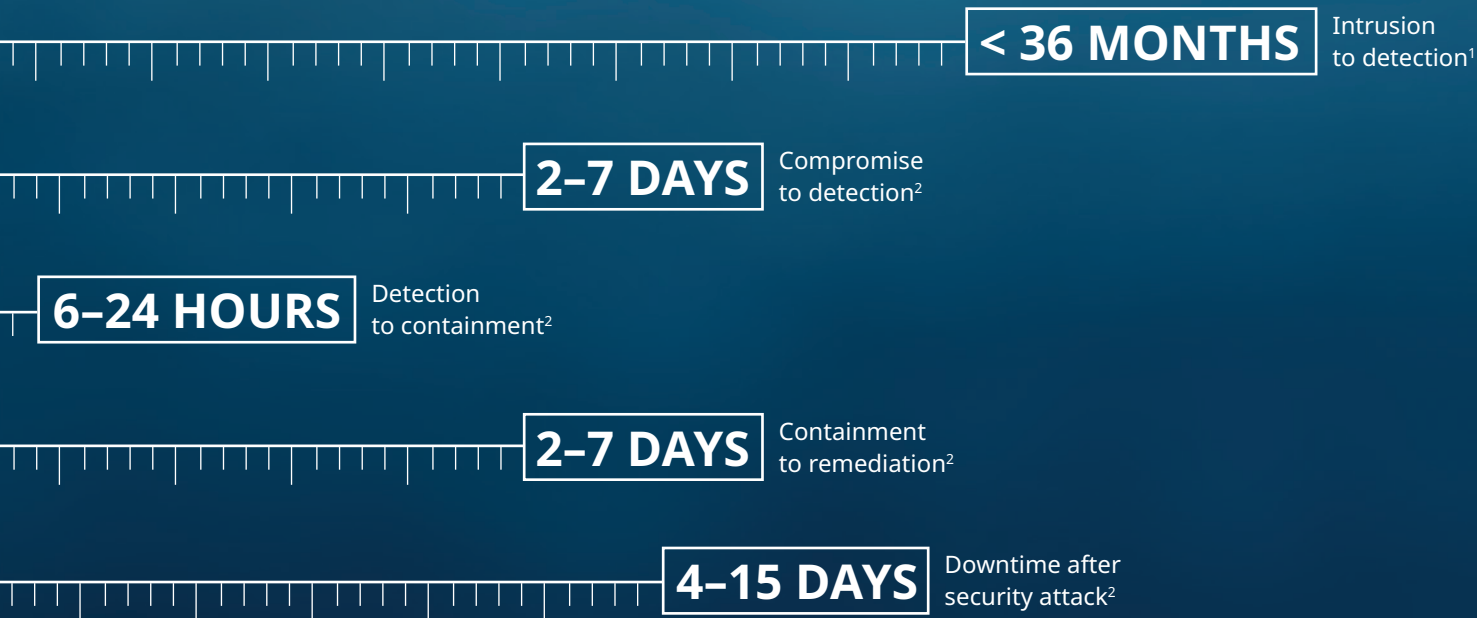 < 36 MONTHS
Intrusion
to detection¹
2–7 DAYS
Compromise
to detection²
6–24 HOURS
Detection
to containment²
2–7 DAYS
Containment
to remediation²
4–15 DAYS
Downtime after
security attack²